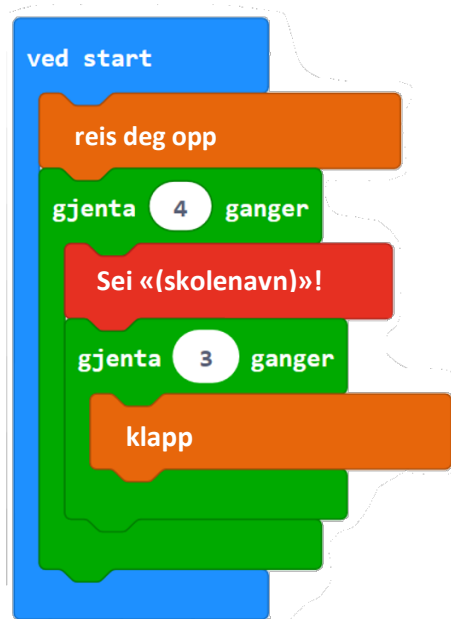 ved start
reis deg opp
gjenta 4 ganger
Sei «(skolenavn)»!
gjenta 3 ganger
klapp